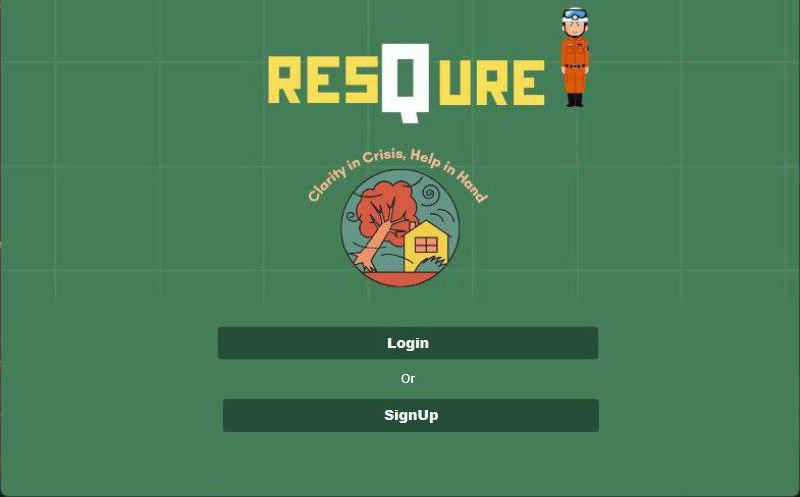 RESQURE
Clarity in Crisis, Help in Hand
Login
Or
SignUp